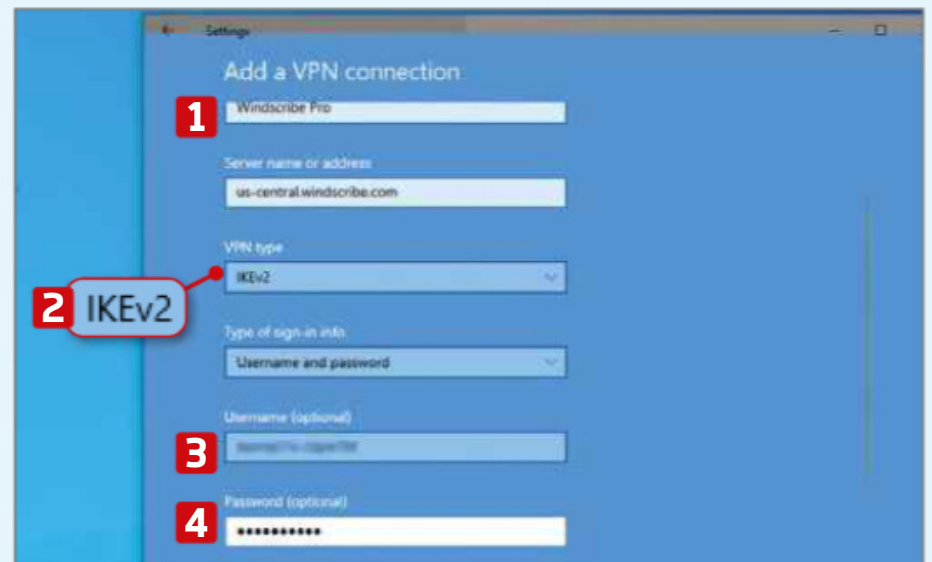 Settings
Add a VPN connection
1
Windscribe Pro
Server name or address
us-central.windscribe.com
VPN type
IKEv2
2 IKEv2
Type of sign-in info
Username and password
Username (optional)
3
Password (optional)
4
••••••••••